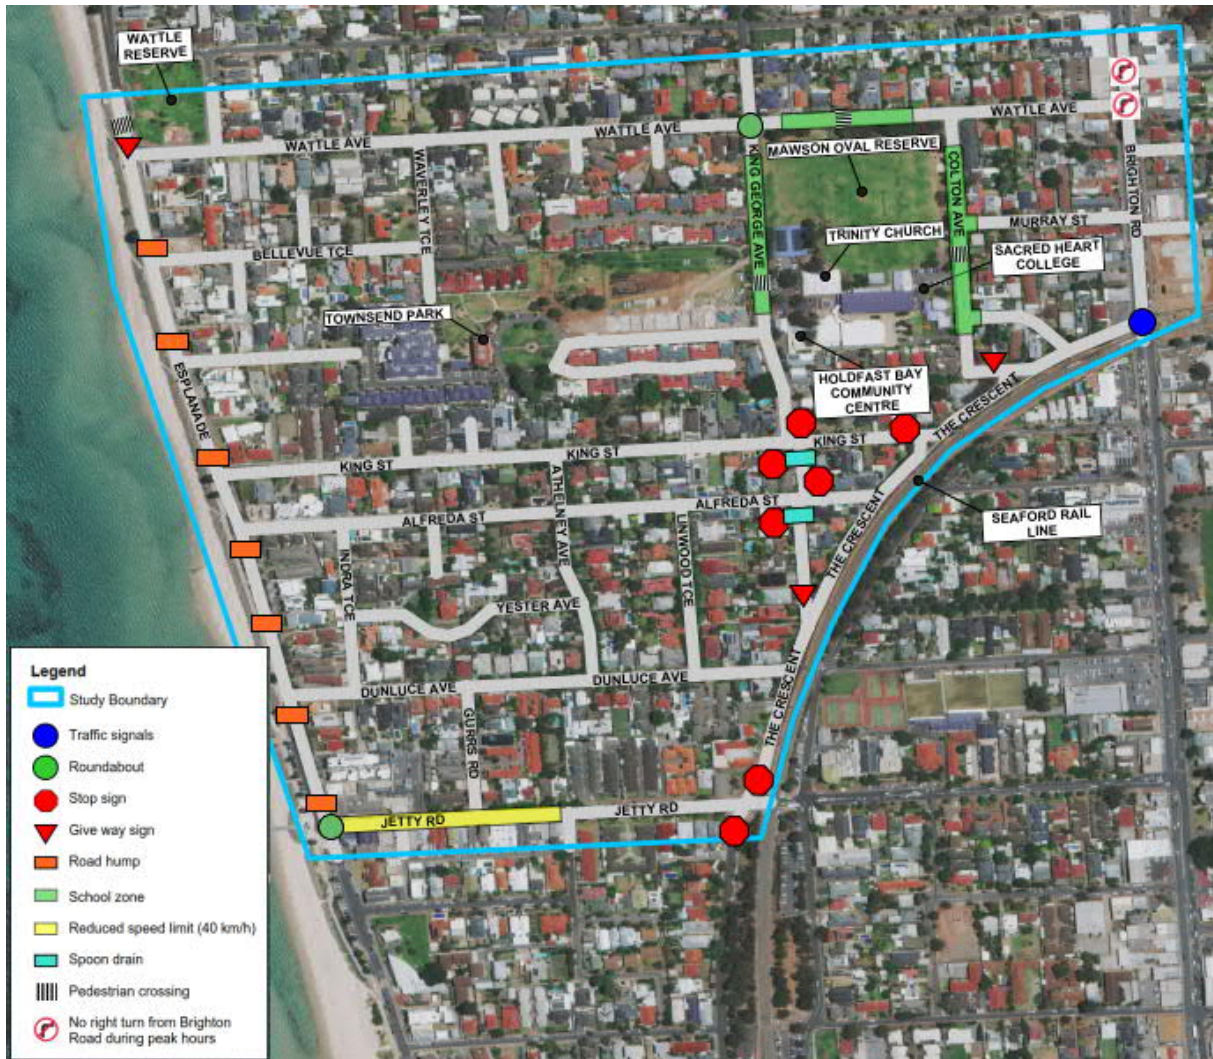 WATTLE
RESERVE
WATTLE AVE
WATTLE AVE
WATTLE AVE
MAWSON OVAL RESERVE
WAVERLEY TCE
KING GEORGE AVE
COLTON AVE
BRIGHTON RD
MURRAY ST
BELLEVUE TCE
TRINITY CHURCH
SACRED HEART
COLLEGE
TOWNSEND PARK
ESPLANADE
HOLDFAST BAY
COMMUNITY
CENTRE
THE CRESCENT
KING ST
KING ST
KING ST
ATHELNEY AVE
ALFREDA ST
ALFREDA ST
SEAFORD RAIL
LINE
THE CRESCENT
INDRA TCE
LINWOOD TCE
YESTER AVE
DUNLUCE AVE
DUNLUCE AVE
THE CRESCENT
GURRS RD
JETTY RD
JETTY RD
Legend
Study Boundary
Traffic signals
Roundabout
Stop sign
Give way sign
Road hump
School zone
Reduced speed limit (40 km/h)
Spoon drain
Pedestrian crossing
No right turn from Brighton
Road during peak hours